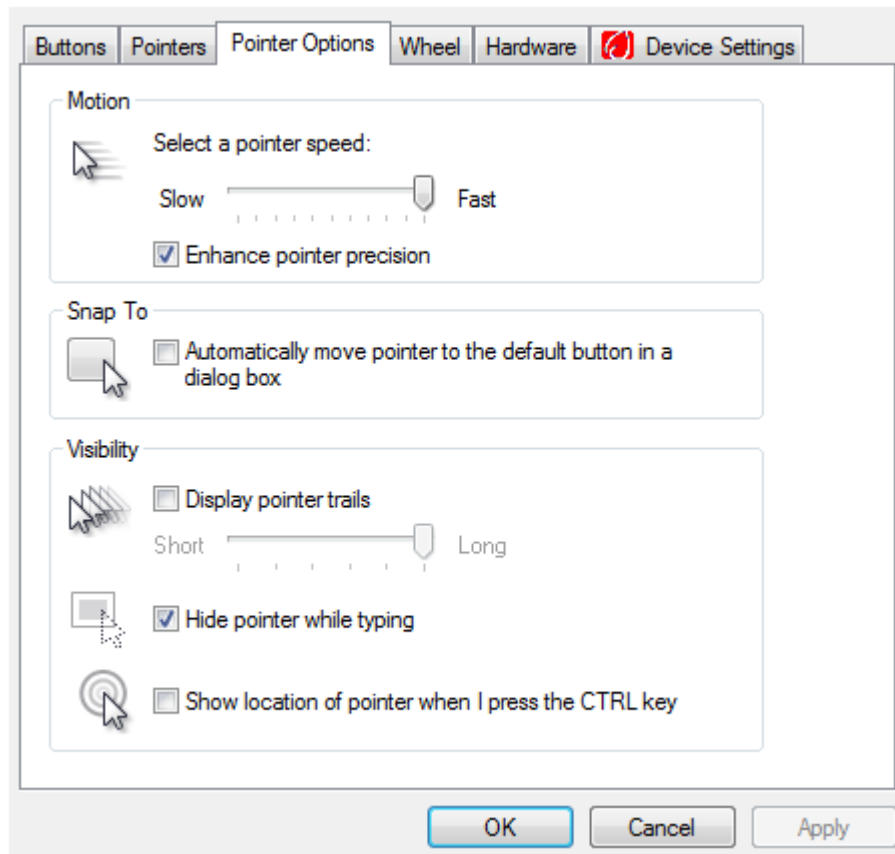 Buttons Pointers Pointer Options Wheel Hardware Device Settings
Motion
Select a pointer speed:
Slow Fast
Enhance pointer precision
Snap To
Automatically move pointer to the default button in a
dialog box
Visibility
Display pointer trails
Short Long
Hide pointer while typing
Show location of pointer when I press the CTRL key
OK Cancel Apply